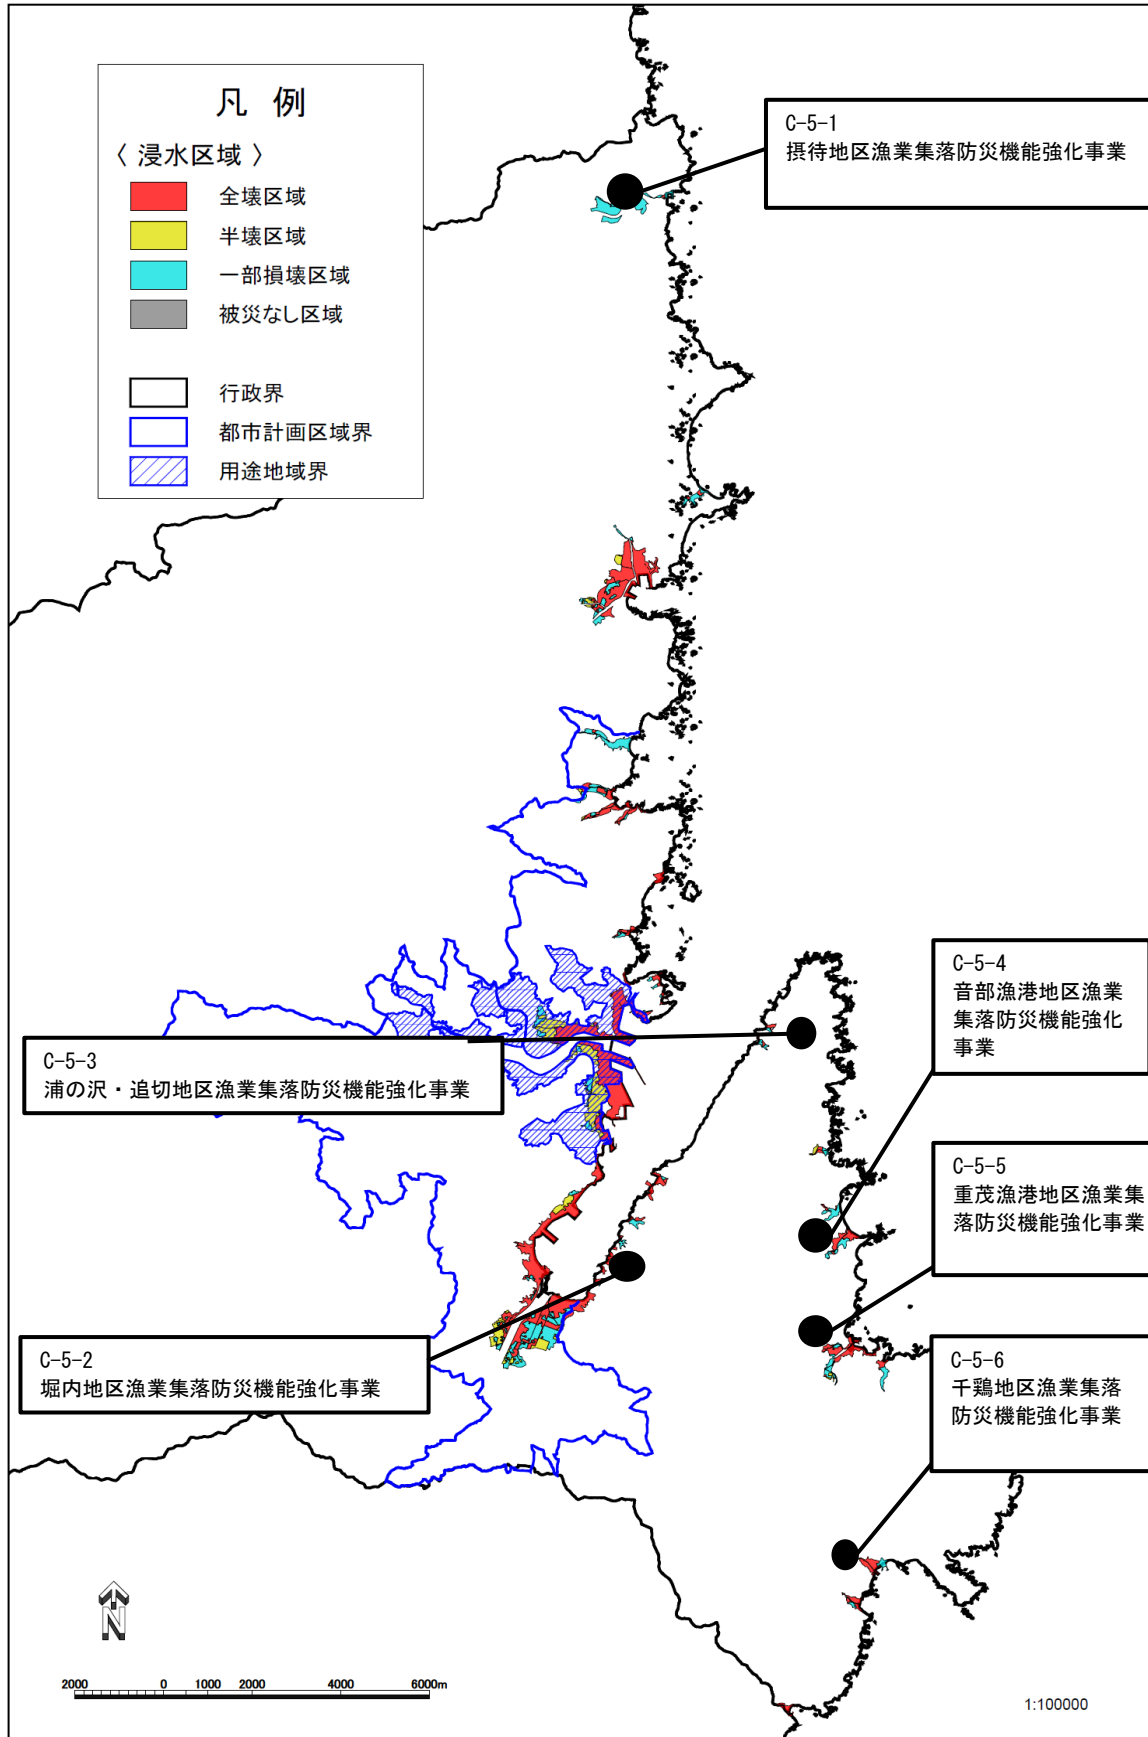 凡 例
〈 浸水区域 〉
全壊区域
半壊区域
一部損壊区域
被災なし区域
行政界
都市計画区域界
用途地域界
C-5-1
摂待地区漁業集落防災機能強化事業
C-5-4
音部漁港地区漁業
集落防災機能強化
事業
C-5-3
浦の沢・追切地区漁業集落防災機能強化事業
C-5-5
重茂漁港地区漁業集
落防災機能強化事業
C-5-2
堀内地区漁業集落防災機能強化事業
C-5-6
千鶏地区漁業集落
防災機能強化事業
N
2000 0 1000 2000 4000 6000m
1:100000